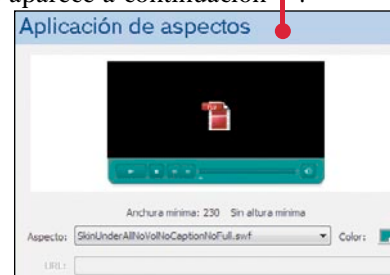 aparece a continuación
Aplicación de aspectos
Anchura mínima: 230 Sin altura mínima
Aspecto: SkinUnderAllNoVolNoCaptionNoFull.swf Color:
URL: